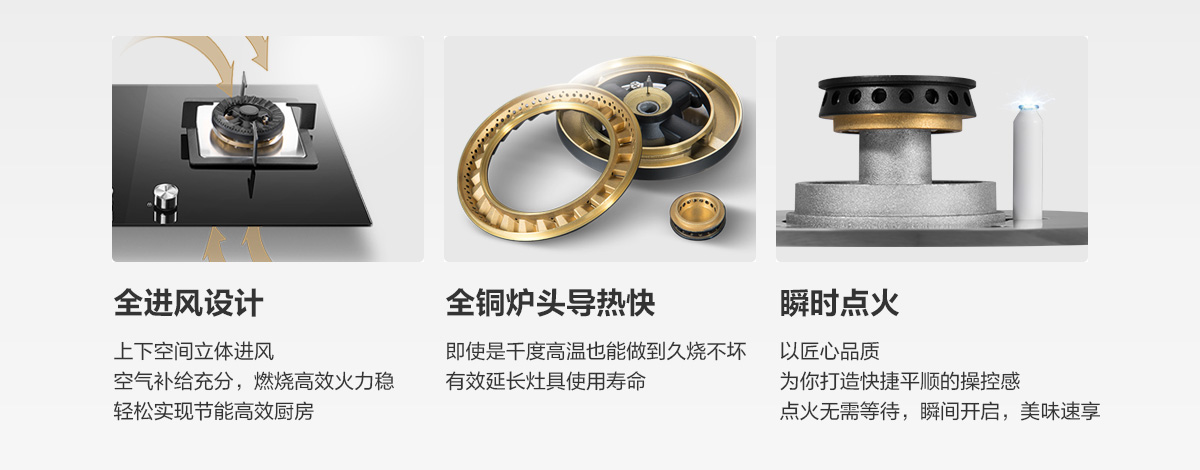 全进风设计
上下空间立体进风
空气补给充分，燃烧高效火力稳
轻松实现节能高效厨房
全铜炉头导热快
即使是千度高温也能做到久烧不坏
有效延长灶具使用寿命
瞬时点火
以匠心品质
为你打造快捷平顺的操控感
点火无需等待，瞬间开启，美味速享